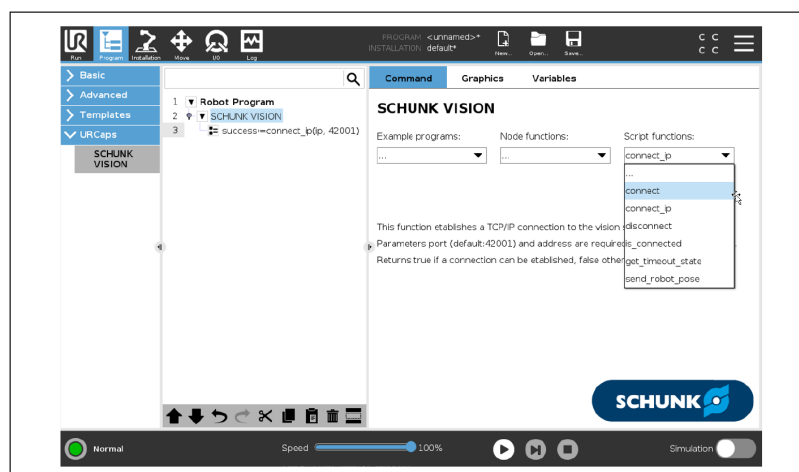 PROGRAM <unnamed>*
INSTALLATION default*
Run Program Installation Move I/O Log New... Open... Save...
C C
C C
Basic
Advanced
Templates
URCaps
SCHUNK
VISION
1 Robot Program
2 SCHUNK VISION
3 success:=connect_ip(ip, 42001)
Command Graphics Variables
SCHUNK VISION
Example programs: Node functions: Script functions:
... ... connect_ip
...
connect
connect_ip
disconnect
is_connected
get_timeout_state
send_robot_pose
This function etablishes a TCP/IP connection to the vision
Parameters port (default:42001) and address are required
Returns true if a connection can be etablished, false other
SCHUNK
Normal Speed 100% Simulation